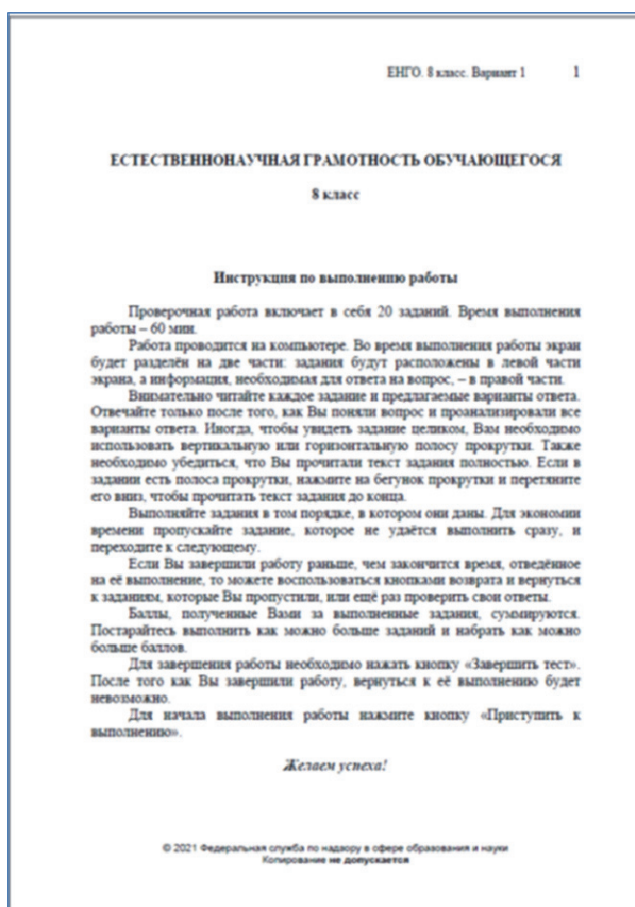 ЕНГО. 8 класс. Вариант 1 1
ЕСТЕСТВЕННОНАУЧНАЯ ГРАМОТНОСТЬ ОБУЧАЮЩЕГОСЯ
8 класс
Инструкция по выполнению работы
Проверочная работа включает в себя 20 заданий. Время выполнения
работы – 60 мин.
Работа проводится на компьютере. Во время выполнения работы экран
будет разделён на две части: задания будут расположены в левой части
экрана, а информация, необходимая для ответа на вопрос, – в правой части.
Внимательно читайте каждое задание и предлагаемые варианты ответа.
Отвечайте только после того, как Вы поняли вопрос и проанализировали все
варианты ответа. Иногда, чтобы увидеть задание целиком, Вам необходимо
использовать вертикальную или горизонтальную полосу прокрутки. Также
необходимо убедиться, что Вы прочитали текст задания полностью. Если в
задании есть полоса прокрутки, нажмите на бегунок прокрутки и перетяните
его вниз, чтобы прочитать текст задания до конца.
Выполняйте задания в том порядке, в котором они даны. Для экономии
времени пропускайте задание, которое не удаётся выполнить сразу, и
переходите к следующему.
Если Вы завершили работу раньше, чем закончится время, отведённое
на её выполнение, то можете воспользоваться кнопками возврата и вернуться
к заданиям, которые Вы пропустили, или ещё раз проверить свои ответы.
Баллы, полученные Вами за выполненные задания, суммируются.
Постарайтесь выполнить как можно больше заданий и набрать как можно
больше баллов.
Для завершения работы необходимо нажать кнопку «Завершить тест».
После того как Вы завершили работу, вернуться к её выполнению будет
невозможно.
Для начала выполнения работы нажмите кнопку «Приступить к
выполнению».
Желаем успеха!
© 2021 Федеральная служба по надзору в сфере образования и науки
Копирование не допускается